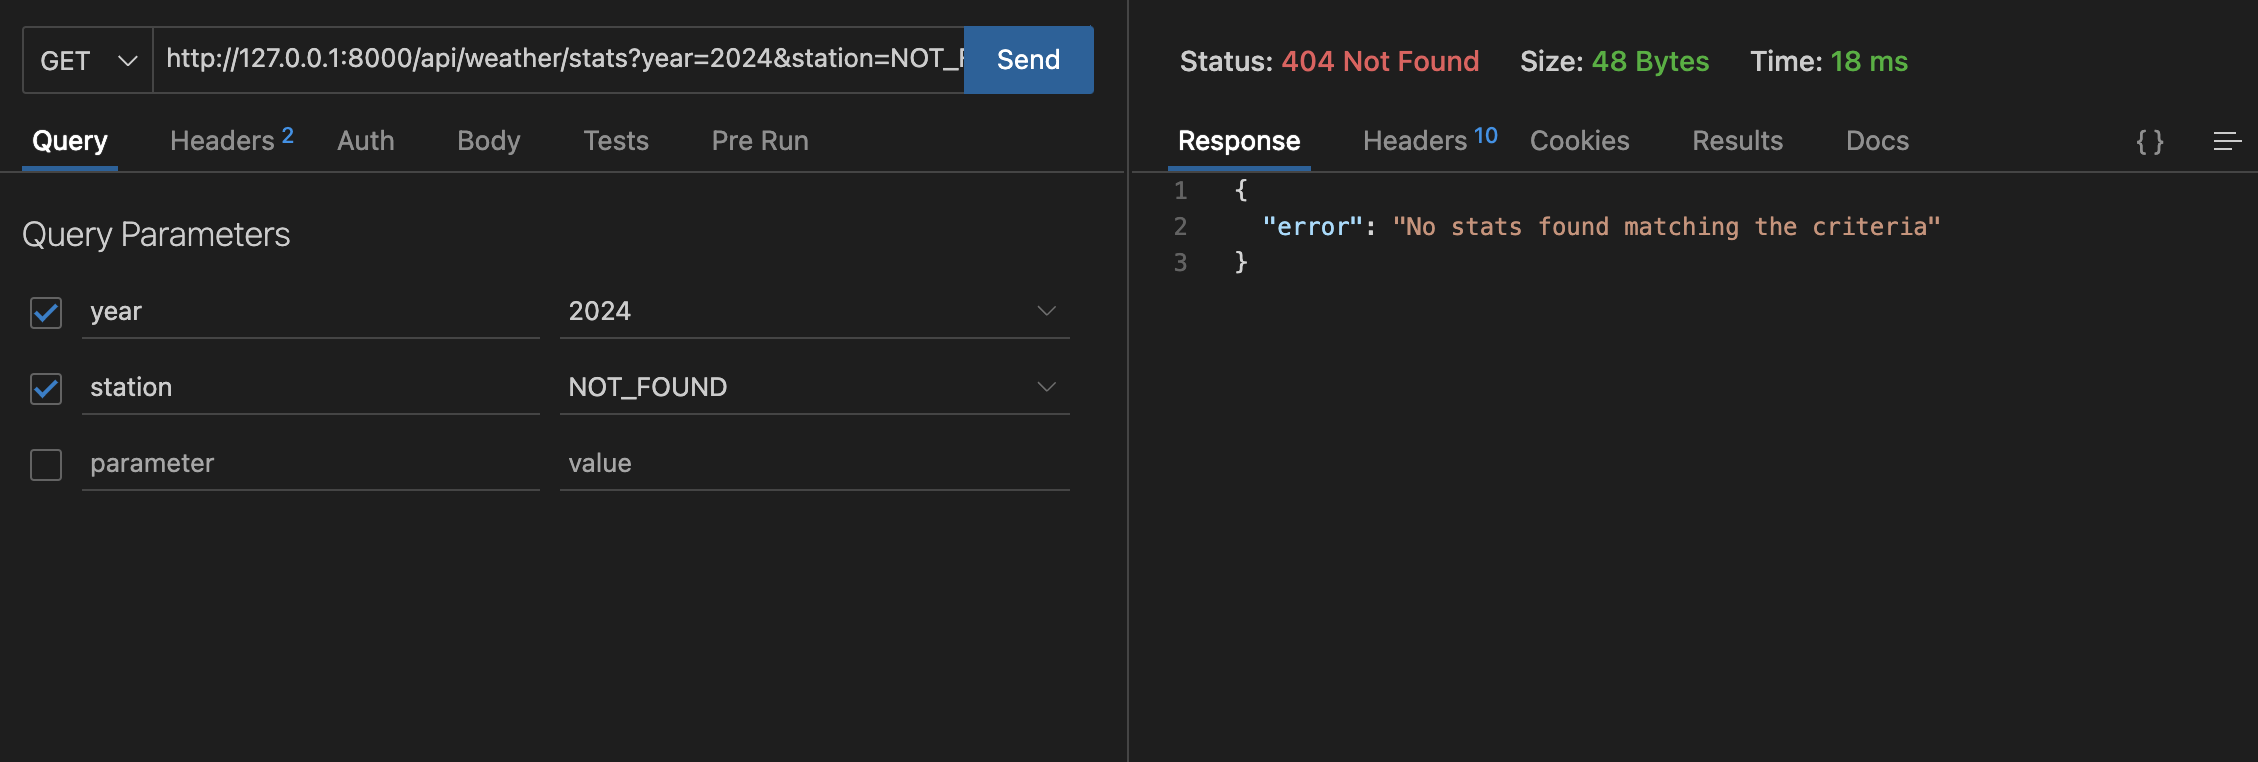 GET http://127.0.0.1:8000/api/weather/stats?year=2024&station=NOT_F Send
Query Headers 2 Auth Body Tests Pre Run
Query Parameters
year 2024
station NOT_FOUND
parameter value
Status: 404 Not Found Size: 48 Bytes Time: 18 ms
Response Headers 10 Cookies Results Docs { }
1 {
2 "error": "No stats found matching the criteria"
3 }